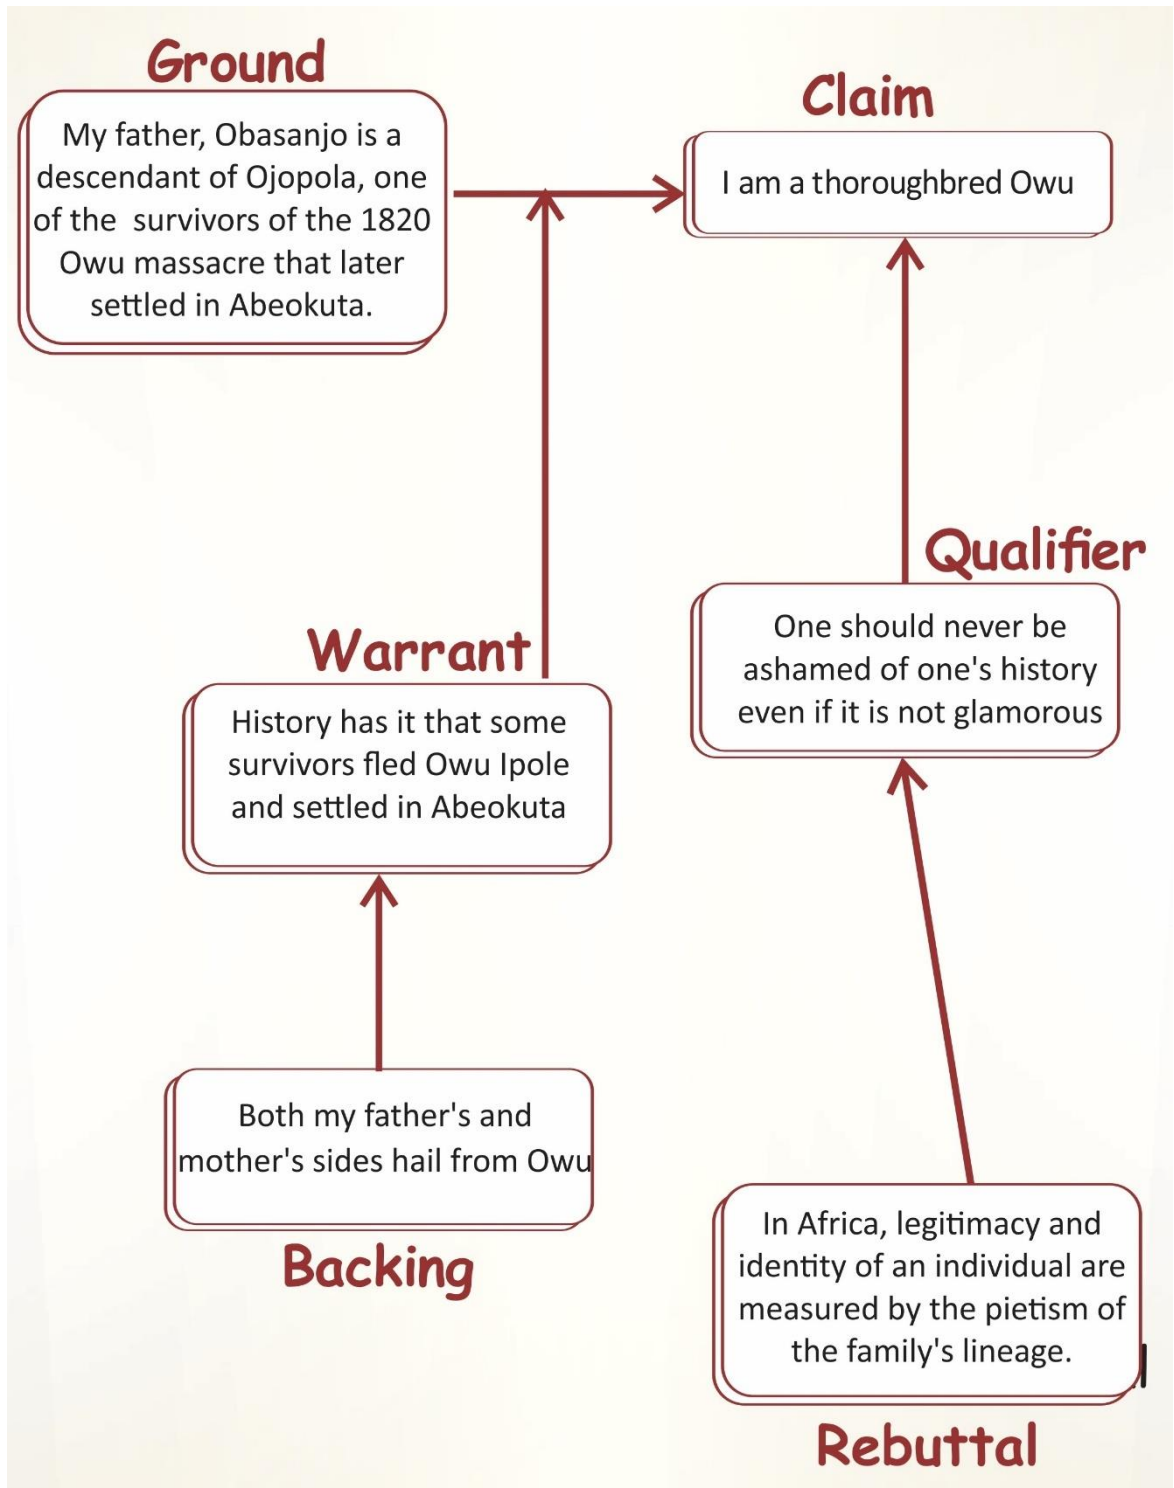 Ground
My father, Obasanjo is a
descendant of Ojopola, one
of the survivors of the 1820
Owu massacre that later
settled in Abeokuta.
Claim
I am a thoroughbred Owu
Qualifier
One should never be
ashamed of one's history
even if it is not glamorous
Warrant
History has it that some
survivors fled Owu Ipole
and settled in Abeokuta
Both my father's and
mother's sides hail from Owu
Backing
In Africa, legitimacy and
identity of an individual are
measured by the pietism of
the family's lineage.
Rebuttal